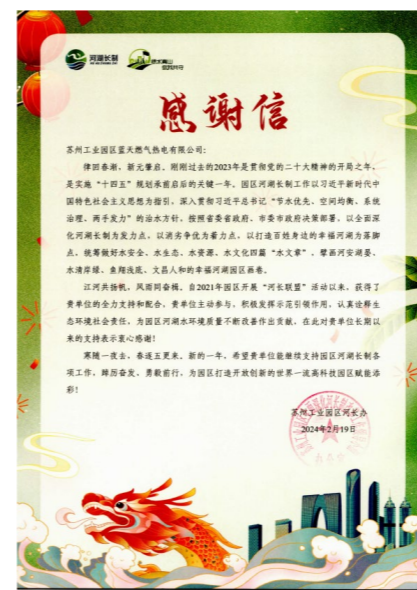 河湖长制
绿水青山
感谢信
苏州工业园区蓝天燃气热电有限公司:
律回春渐,新元肇启。刚刚过去的2023年是贯彻党的二十大精神的开局之年,
是实施“十四五”规划承前启后的关键一年。园区河湖长制工作以习近平新时代中
国特色社会主义思想为指引,深入贯彻习近平总书记“节水优先、空间均衡、系统
治理、两手发力”的治水方针,按照省委省政府、市委市政府决策部署,以全面深
化河湖长制为发力点,以消劣争优为着力点,以打造百姓身边的幸福河湖为落脚
点,统筹做好水安全、水生态、水资源、水文化四篇“水文章”,擘画河安湖晏、
水清岸绿、鱼翔浅底、文昌人和的幸福河湖园区画卷。
江河共扬帆,风雨同奋楫。自2021年园区开展“河长联盟”活动以来,获得了
贵单位的全力支持和配合。贵单位主动参与,积极发挥示范引领作用,认真诠释生
态环境社会责任,为园区河湖水环境质量不断改善作出贡献,在此对贵单位长期以
来的支持表示衷心感谢!
寒随一夜去,春逐五更来。新的一年,希望贵单位能继续支持园区河湖长制各
项工作,踔厉奋发、勇毅前行,为园区打造开放创新的世界一流高科技园区赋能添
彩!
苏州工业园区河长办
2024年2月19日